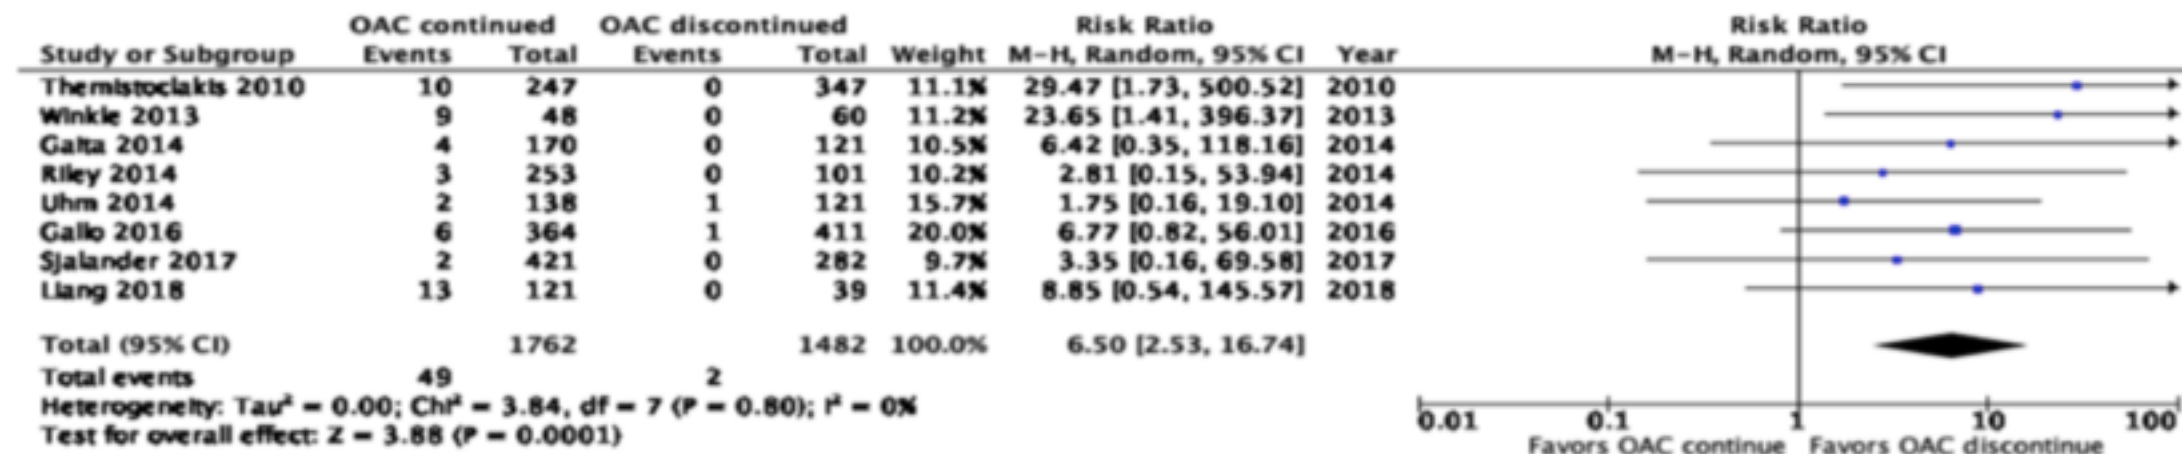 OAC continued OAC discontinued Risk Ratio Risk Ratio
Study or Subgroup Events Total Events Total Weight M-H, Random, 95% CI Year M-H, Random, 95% CI
Themistoclakis 2010 10 247 0 347 11.1% 29.47 [1.73, 500.52] 2010
Winkle 2013 9 48 0 60 11.2% 23.65 [1.41, 396.37] 2013
Gaita 2014 4 170 0 121 10.5% 6.42 [0.35, 118.16] 2014
Riley 2014 3 253 0 101 10.2% 2.81 [0.15, 53.94] 2014
Uhm 2014 2 138 1 121 15.7% 1.75 [0.16, 19.10] 2014
Gallo 2016 6 364 1 411 20.0% 6.77 [0.82, 56.01] 2016
Sjalander 2017 2 421 0 282 9.7% 3.35 [0.16, 69.58] 2017
Liang 2018 13 121 0 39 11.4% 8.85 [0.54, 145.57] 2018
Total (95% CI) 1762 1482 100.0% 6.50 [2.53, 16.74]
Total events 49 2
Heterogeneity: Tau² = 0.00; Chi² = 3.84, df = 7 (P = 0.80); I² = 0%
Test for overall effect: Z = 3.88 (P = 0.0001)
0.01 0.1 1 10 100
Favors OAC continue Favors OAC discontinue